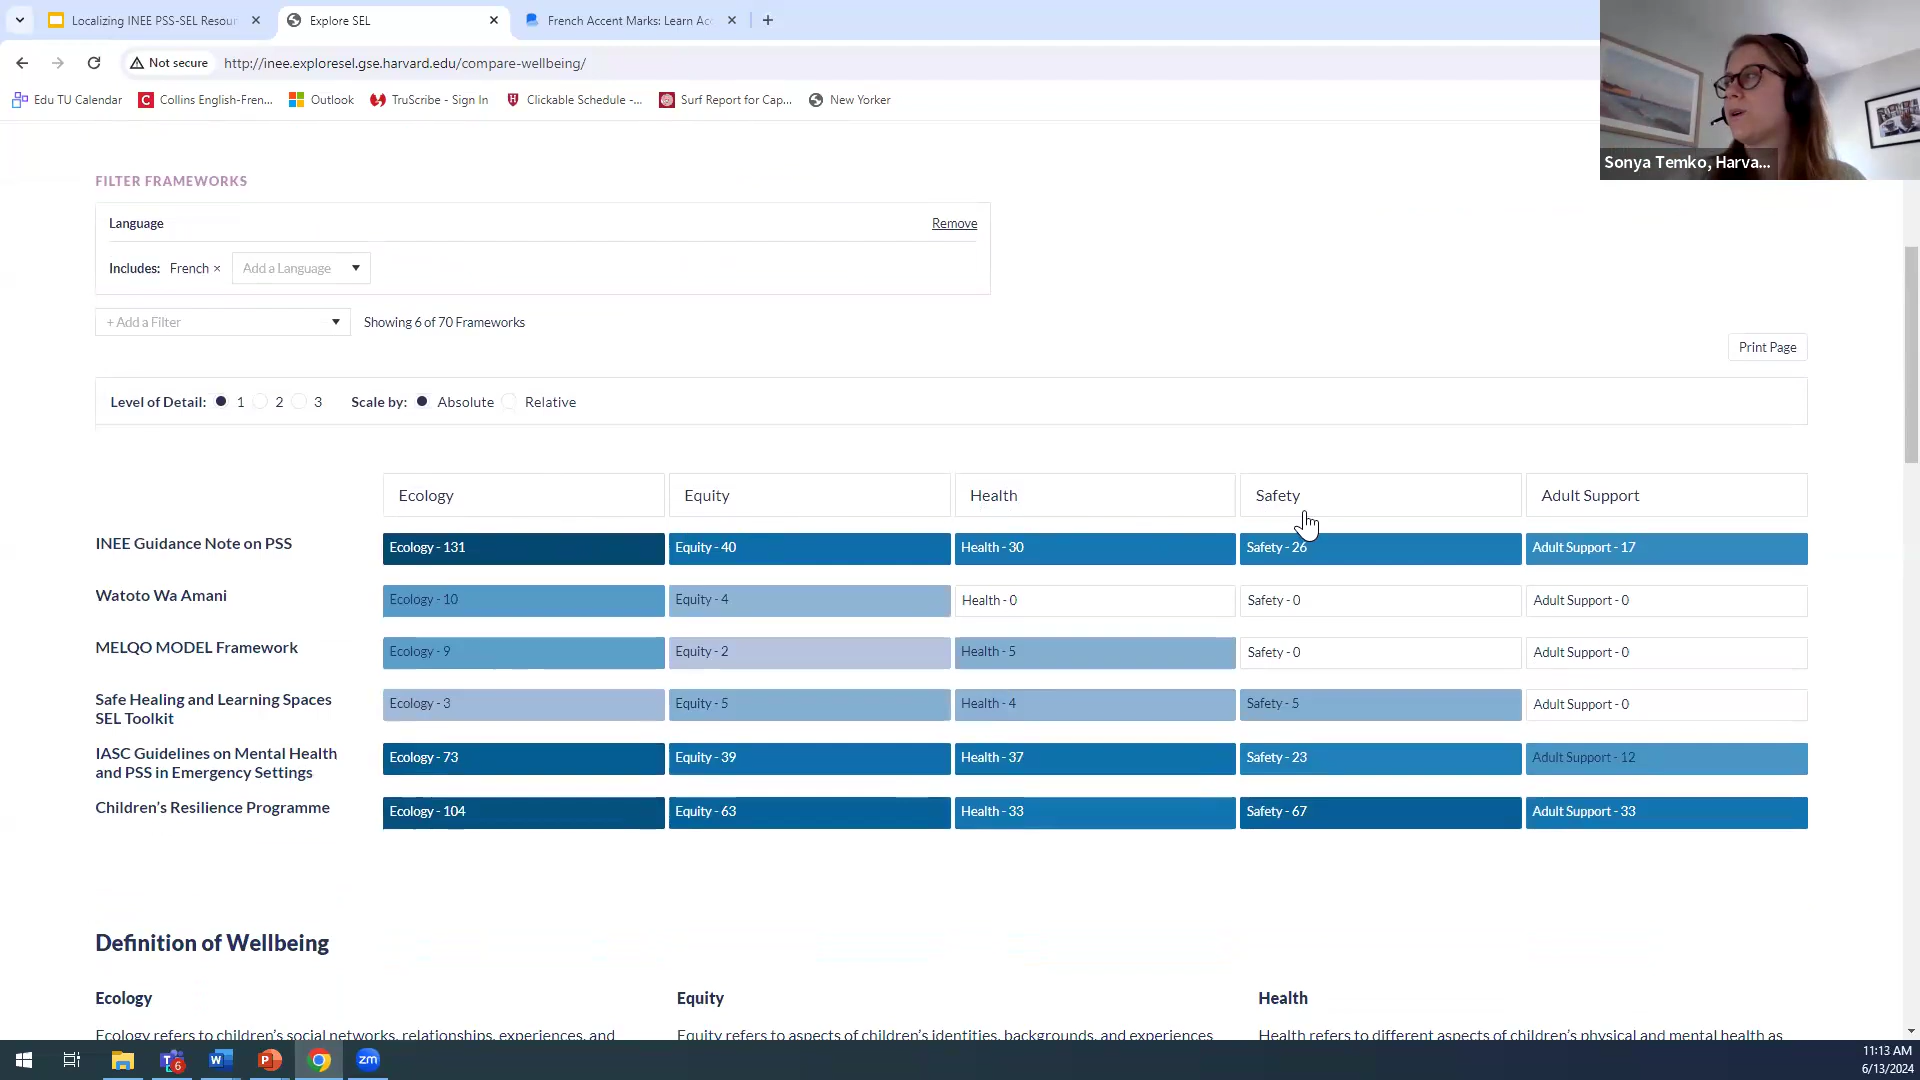 Localizing INEE PSS-SEL Resour
Explore SEL
French Accent Marks: Learn Acc
Not secure
http://inee.exploresel.gse.harvard.edu/compare-wellbeing/
Edu TU Calendar
Collins English-Fren...
Outlook
TruScribe - Sign In
Clickable Schedule -...
Surf Report for Cap...
New Yorker
Sonya Temko, Harva...
FILTER FRAMEWORKS
Language
Remove
Includes: French × Add a Language
+ Add a Filter
Showing 6 of 70 Frameworks
Print Page
Level of Detail: 1 2 3 Scale by: Absolute Relative
Ecology Equity Health Safety Adult Support
INEE Guidance Note on PSS
Ecology - 131 Equity - 40 Health - 30 Safety - 26 Adult Support - 17
Watoto Wa Amani
Ecology - 10 Equity - 4 Health - 0 Safety - 0 Adult Support - 0
MELQO MODEL Framework
Ecology - 9 Equity - 2 Health - 5 Safety - 0 Adult Support - 0
Safe Healing and Learning Spaces
SEL Toolkit
Ecology - 3 Equity - 5 Health - 4 Safety - 5 Adult Support - 0
IASC Guidelines on Mental Health
and PSS in Emergency Settings
Ecology - 73 Equity - 39 Health - 37 Safety - 23 Adult Support - 12
Children's Resilience Programme
Ecology - 104 Equity - 63 Health - 33 Safety - 67 Adult Support - 33
Definition of Wellbeing
Ecology
Equity
Health
Ecology refers to children's social networks, relationships, experiences, and
Equity refers to aspects of children's identities, backgrounds, and experiences
Health refers to different aspects of children's physical and mental health as
6
zm
11:13 AM
6/13/2024